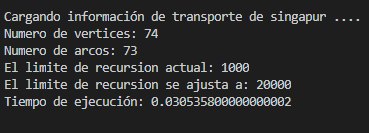 Cargando información de transporte de singapur ....
Numero de vertices: 74
Numero de arcos: 73
El limite de recursion actual: 1000
El limite de recursion se ajusta a: 20000
Tiempo de ejecución: 0.030535800000000002